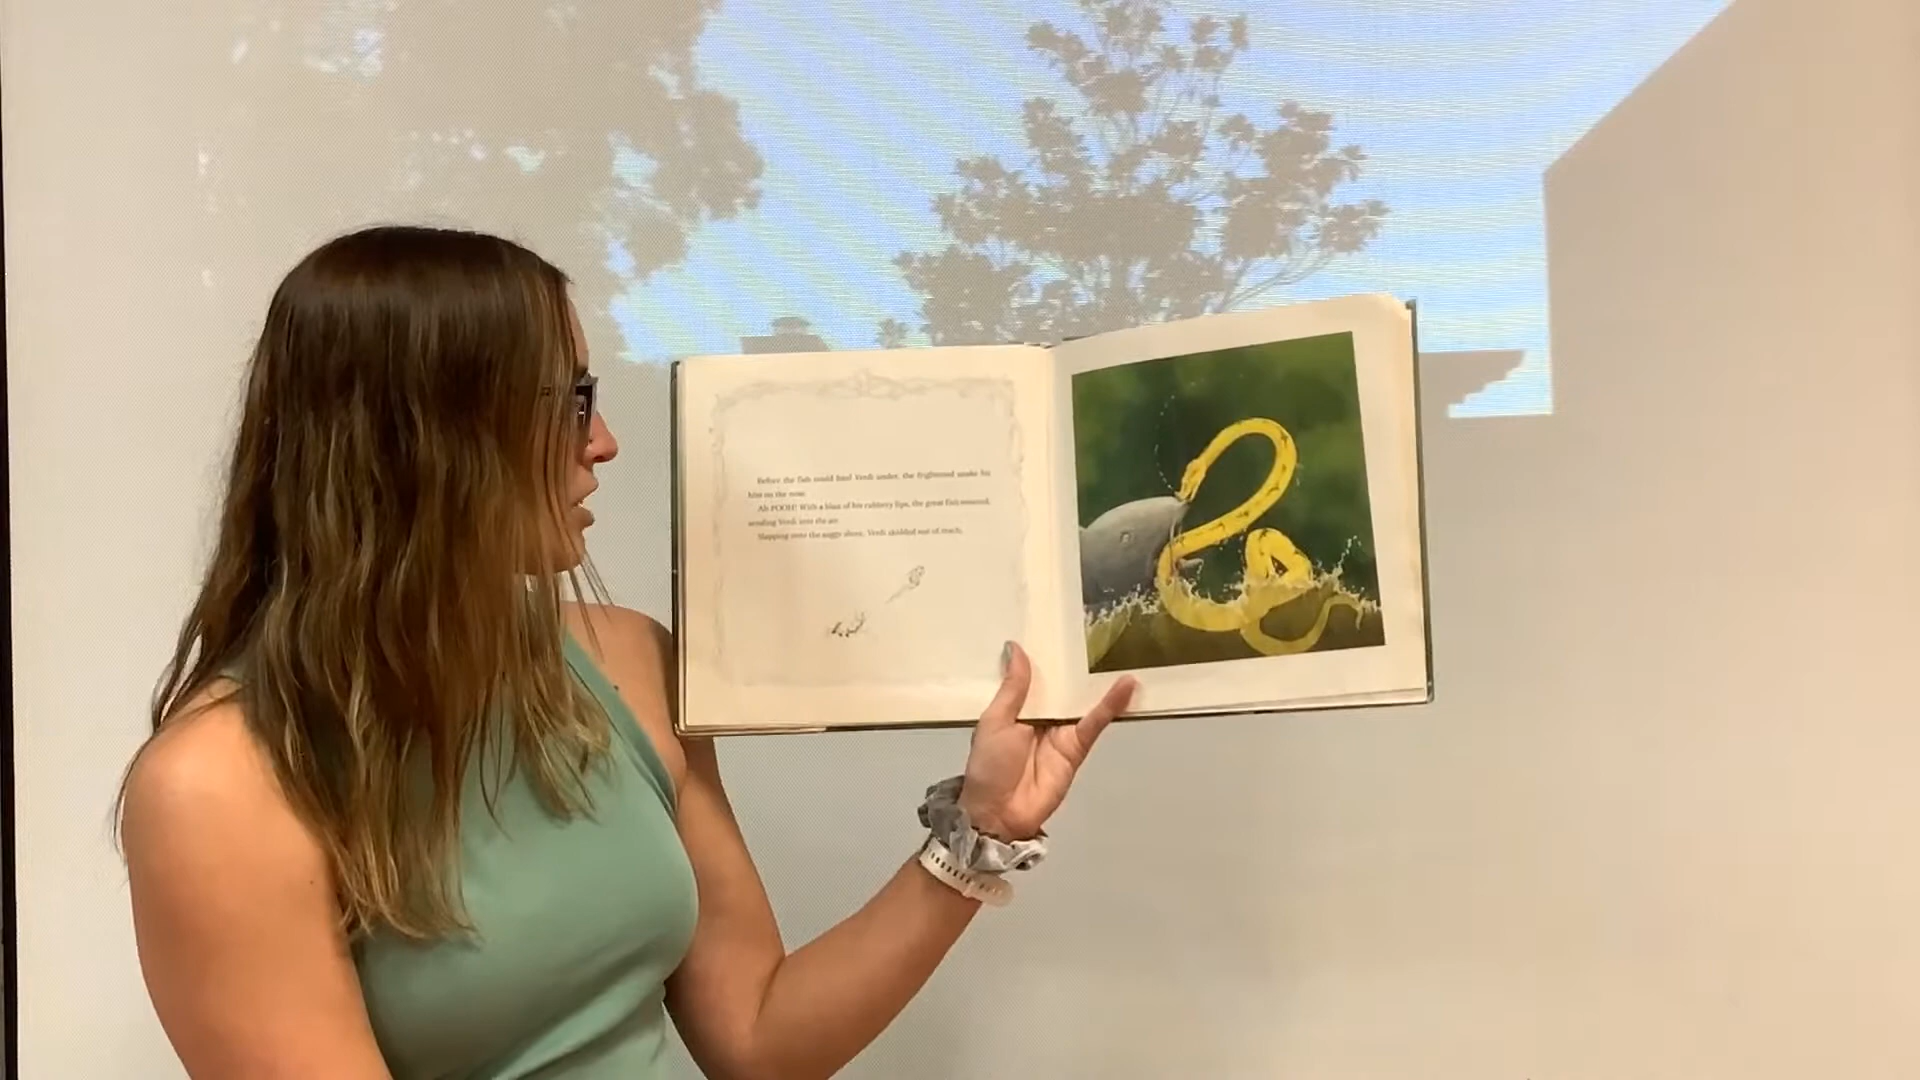 Before the fish could haul Verdi under, the frightened snake bit
him on the nose.
Ah POOH! With a blast of his rubbery lips, the great fish sneezed,
sending Verdi into the air.
Slapping onto the soggy shore, Verdi skidded out of reach.